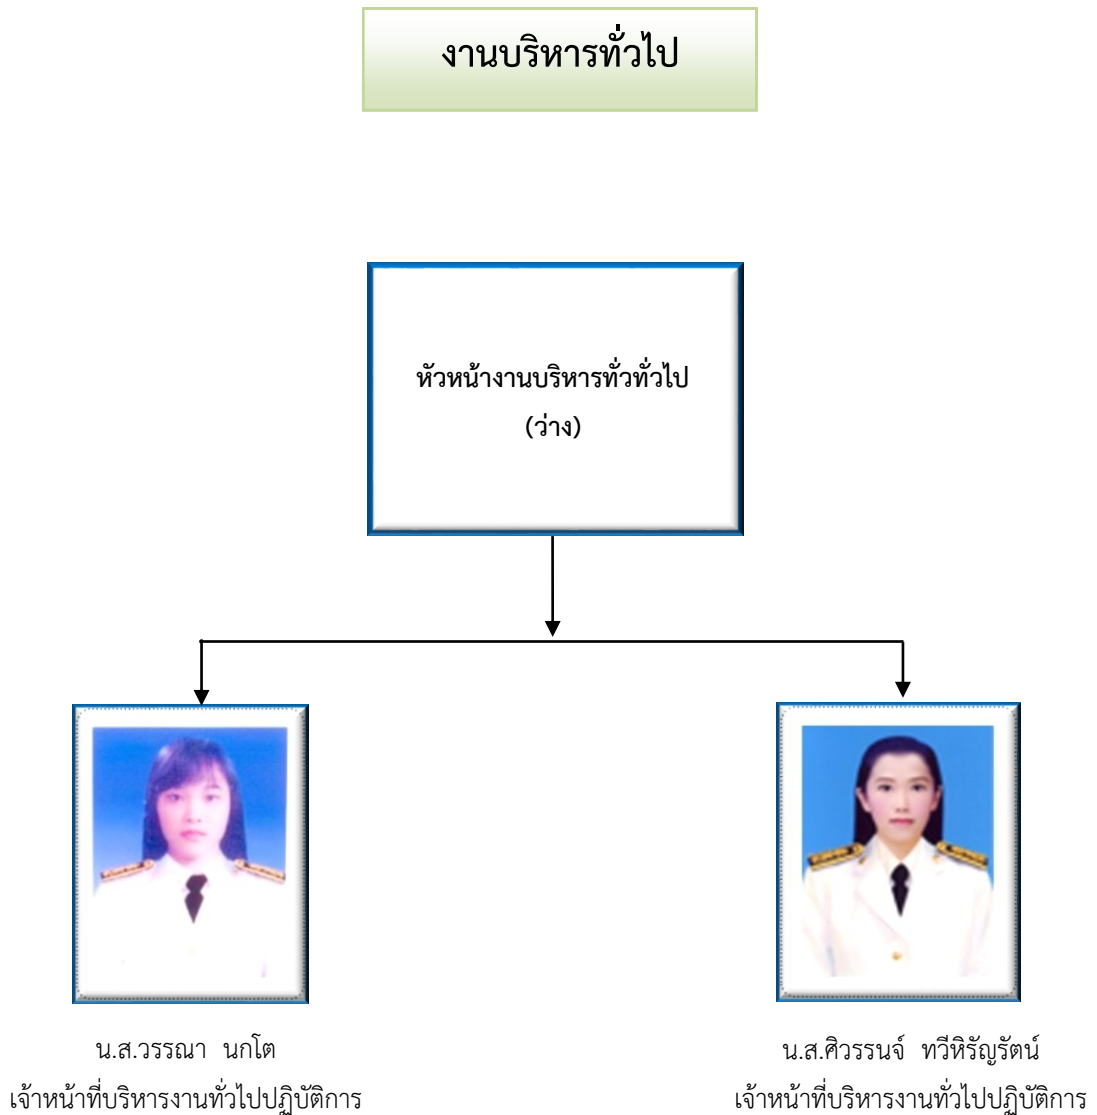 งานบริหารทั่วไป
หัวหน้างานบริหารทั่วทั่วไป
(ว่าง)
น.ส.วรรณา นกโต
เจ้าหน้าที่บริหารงานทั่วไปปฏิบัติการ
น.ส.ศิวรรนจ์ ทวีหิรัญรัตน์
เจ้าหน้าที่บริหารงานทั่วไปปฏิบัติการ